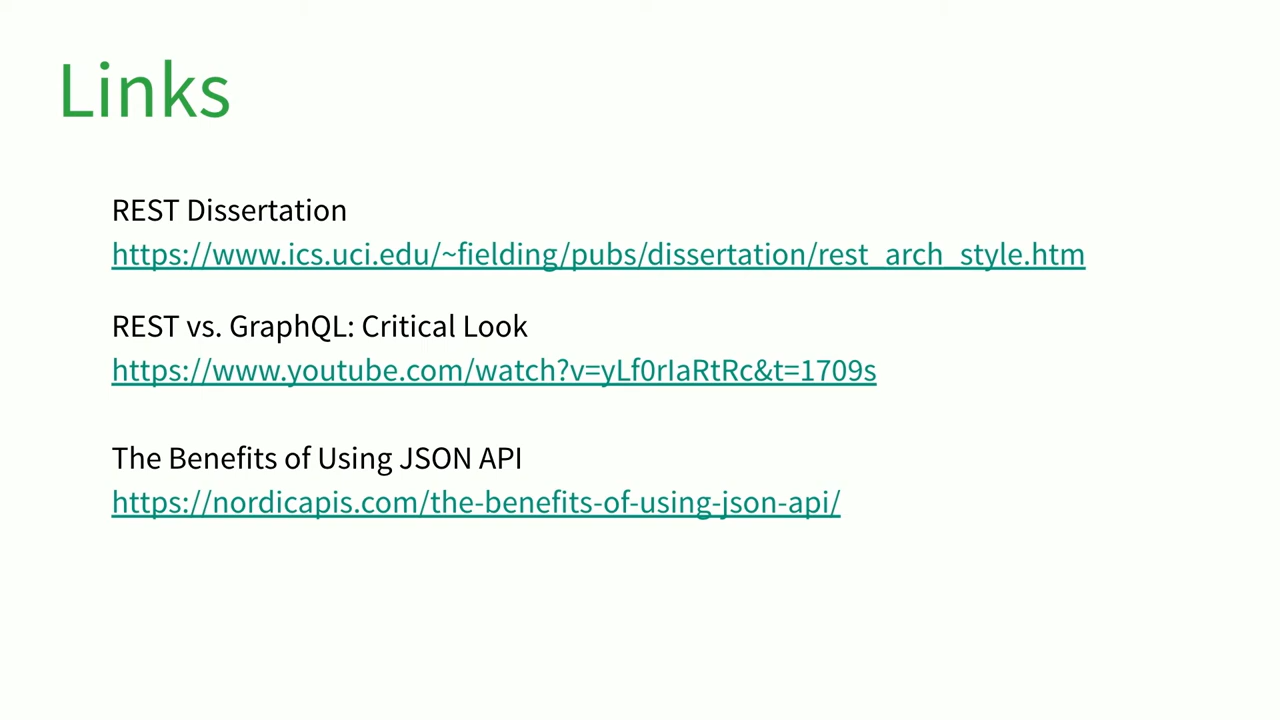 Links
REST Dissertation
https://www.ics.uci.edu/~fielding/pubs/dissertation/rest_arch_style.htm
REST vs. GraphQL: Critical Look
https://www.youtube.com/watch?v=yLf0rIaRtRc&t=1709s
The Benefits of Using JSON API
https://nordicapis.com/the-benefits-of-using-json-api/